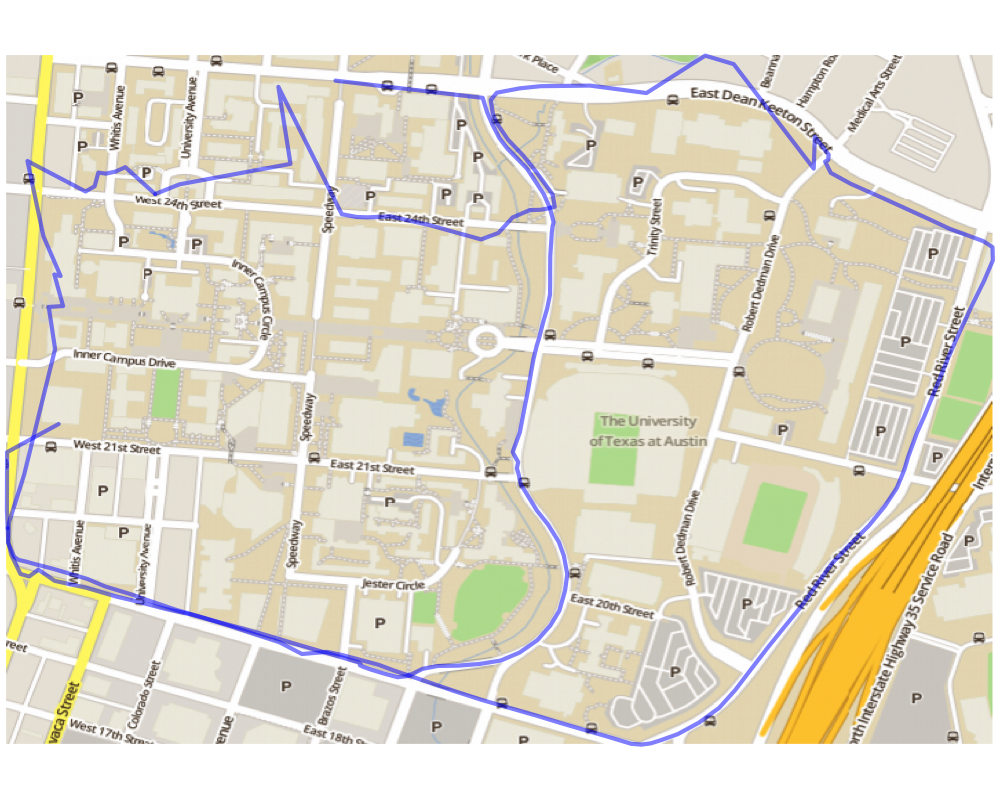 Place
Beanna
Hampton Ro
Medical Arts Street
East Dean Keeton Street
Whitis Avenue
University Avenue
P
P
P
P
P
P
P
P
P
P
West 24th Street
East 24th Street
Speedway
Trinity Street
Robert Dedman Drive
P
P
P
P
Inner Campus Circle
P
Inner Campus Drive
Red River Street
Speedway
The University
of Texas at Austin
P
P
P
West 21st Street
East 21st Street
Inter
P
P
P
P
Whitis Avenue
University Avenue
Speedway
Robert Dedman Drive
Red River Street
North Interstate Highway 35 Service Road
Jester Circle
East 20th Street
P
P
P
P
P
P
P
reet
vaca Street
Colorado Street
Brazos Street
West 17th Stree
venue
East 18th